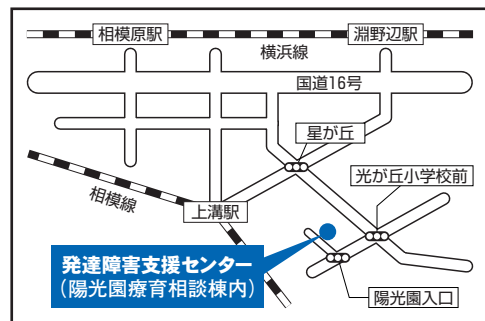 相模原駅
淵野辺駅
横浜線
国道16号
星が丘
光が丘小学校前
相模線
上溝駅
発達障害支援センター
(陽光園療育相談棟内)
陽光園入口